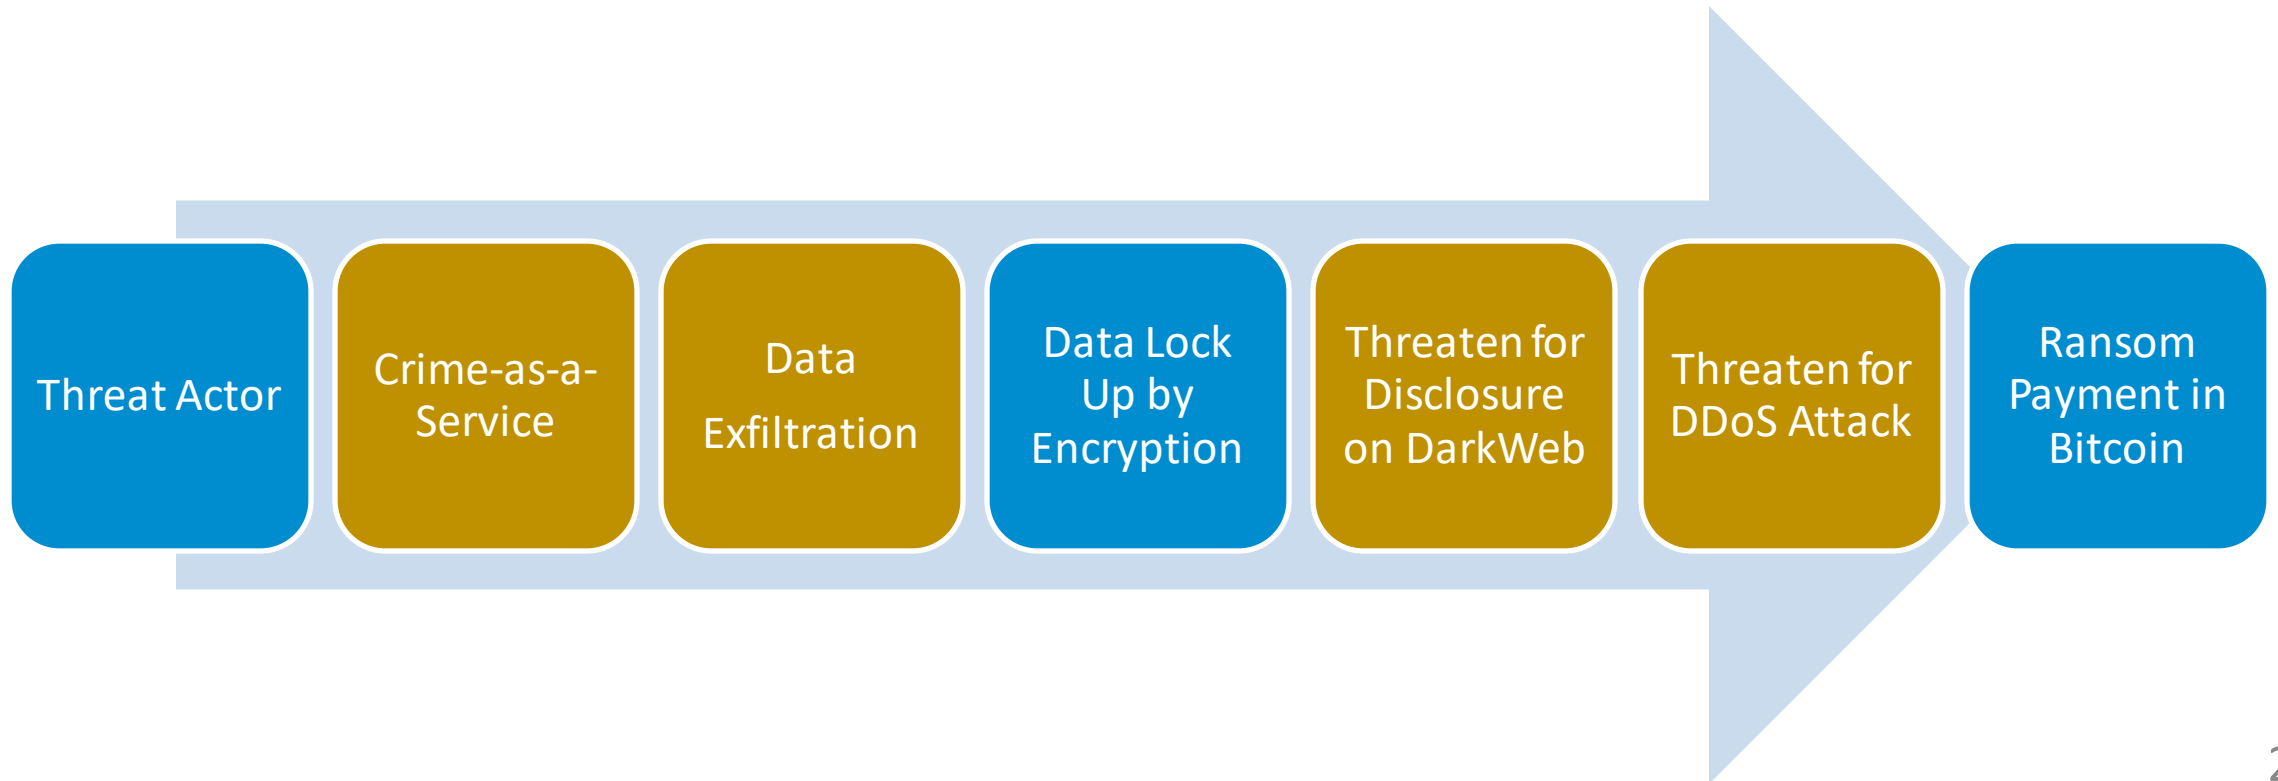 Threat Actor
Crime-as-a-
Service
Data
Exfiltration
Data Lock
Up by
Encryption
Threaten for
Disclosure
on DarkWeb
Threaten for
DDoS Attack
Ransom
Payment in
Bitcoin